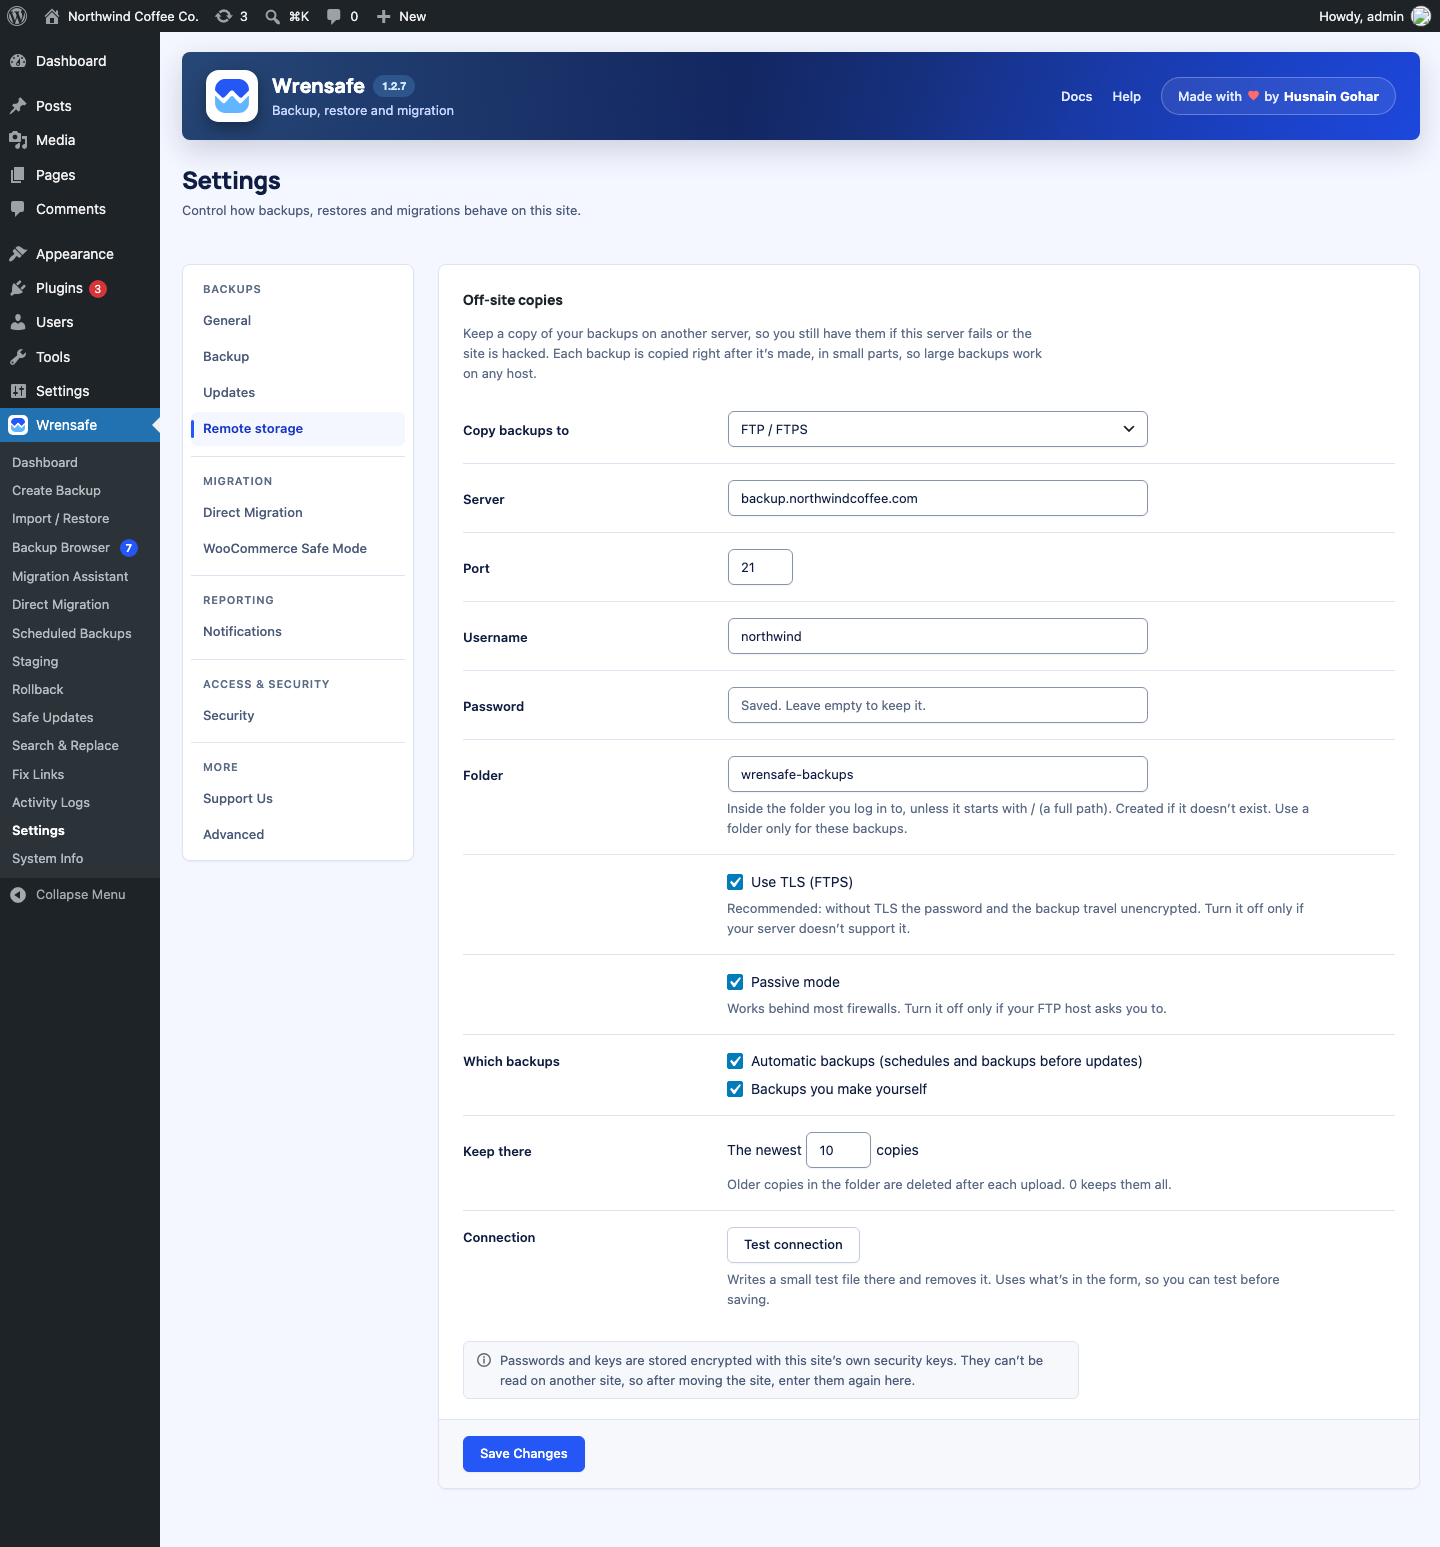 Northwind Coffee Co.
3
⌘K
0
New
Howdy, admin
Dashboard
Posts
Media
Pages
Comments
Appearance
Plugins 3
Users
Tools
Settings
Wrensafe
Dashboard
Create Backup
Import / Restore
Backup Browser 7
Migration Assistant
Direct Migration
Scheduled Backups
Staging
Rollback
Safe Updates
Search & Replace
Fix Links
Activity Logs
Settings
System Info
Collapse Menu
Wrensafe 1.2.7
Backup, restore and migration
Docs
Help
Made with ♥ by Husnain Gohar
Settings
Control how backups, restores and migrations behave on this site.
BACKUPS
General
Backup
Updates
Remote storage
MIGRATION
Direct Migration
WooCommerce Safe Mode
REPORTING
Notifications
ACCESS & SECURITY
Security
MORE
Support Us
Advanced
Off-site copies
Keep a copy of your backups on another server, so you still have them if this server fails or the
site is hacked. Each backup is copied right after it’s made, in small parts, so large backups work
on any host.
Copy backups to
FTP / FTPS
Server
backup.northwindcoffee.com
Port
21
Username
northwind
Password
Saved. Leave empty to keep it.
Folder
wrensafe-backups
Inside the folder you log in to, unless it starts with / (a full path). Created if it doesn’t exist. Use a
folder only for these backups.
Use TLS (FTPS)
Recommended: without TLS the password and the backup travel unencrypted. Turn it off only if
your server doesn’t support it.
Passive mode
Works behind most firewalls. Turn it off only if your FTP host asks you to.
Which backups
Automatic backups (schedules and backups before updates)
Backups you make yourself
Keep there
The newest 10 copies
Older copies in the folder are deleted after each upload. 0 keeps them all.
Connection
Test connection
Writes a small test file there and removes it. Uses what’s in the form, so you can test before
saving.
Passwords and keys are stored encrypted with this site’s own security keys. They can’t be
read on another site, so after moving the site, enter them again here.
Save Changes